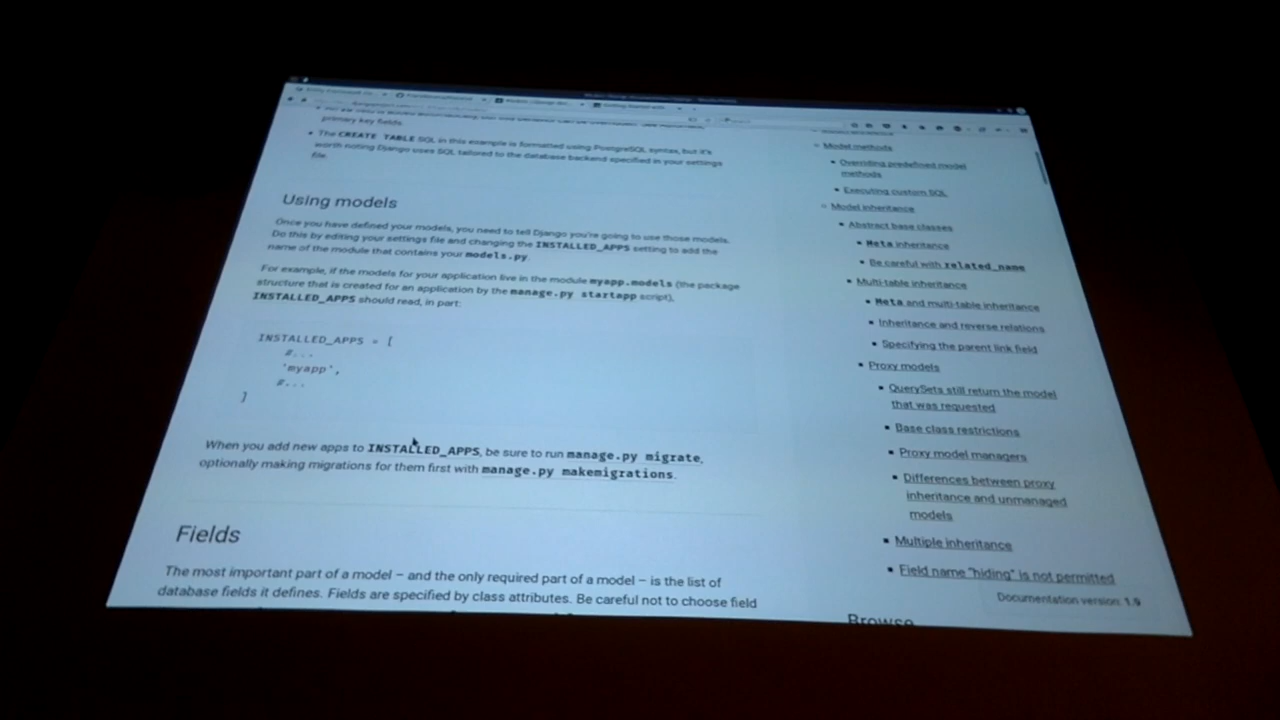 primary key fields.
• The CREATE TABLE SQL in this example is formatted using PostgreSQL syntax, but it's
worth noting Django uses SQL tailored to the database backend specified in your settings
file.
Using models
Once you have defined your models, you need to tell Django you're going to use those models.
Do this by editing your settings file and changing the INSTALLED_APPS setting to add the
name of the module that contains your models.py.
For example, if the models for your application live in the module myapp.models (the package
structure that is created for an application by the manage.py startapp script),
INSTALLED_APPS should read, in part:
INSTALLED_APPS = [
#...
'myapp',
#...
]
When you add new apps to INSTALLED_APPS, be sure to run manage.py migrate,
optionally making migrations for them first with manage.py makemigrations.
Fields
The most important part of a model – and the only required part of a model – is the list of
database fields it defines. Fields are specified by class attributes. Be careful not to choose field
Model methods
Overriding predefined model
methods
Executing custom SQL
Model inheritance
Abstract base classes
Meta inheritance
Be careful with related_name
Multi-table inheritance
Meta and multi-table inheritance
Inheritance and reverse relations
Specifying the parent link field
Proxy models
QuerySets still return the model
that was requested
Base class restrictions
Proxy model managers
Differences between proxy
inheritance and unmanaged
models
Multiple inheritance
Field name "hiding" is not permitted
Documentation version: 1.9
Browse